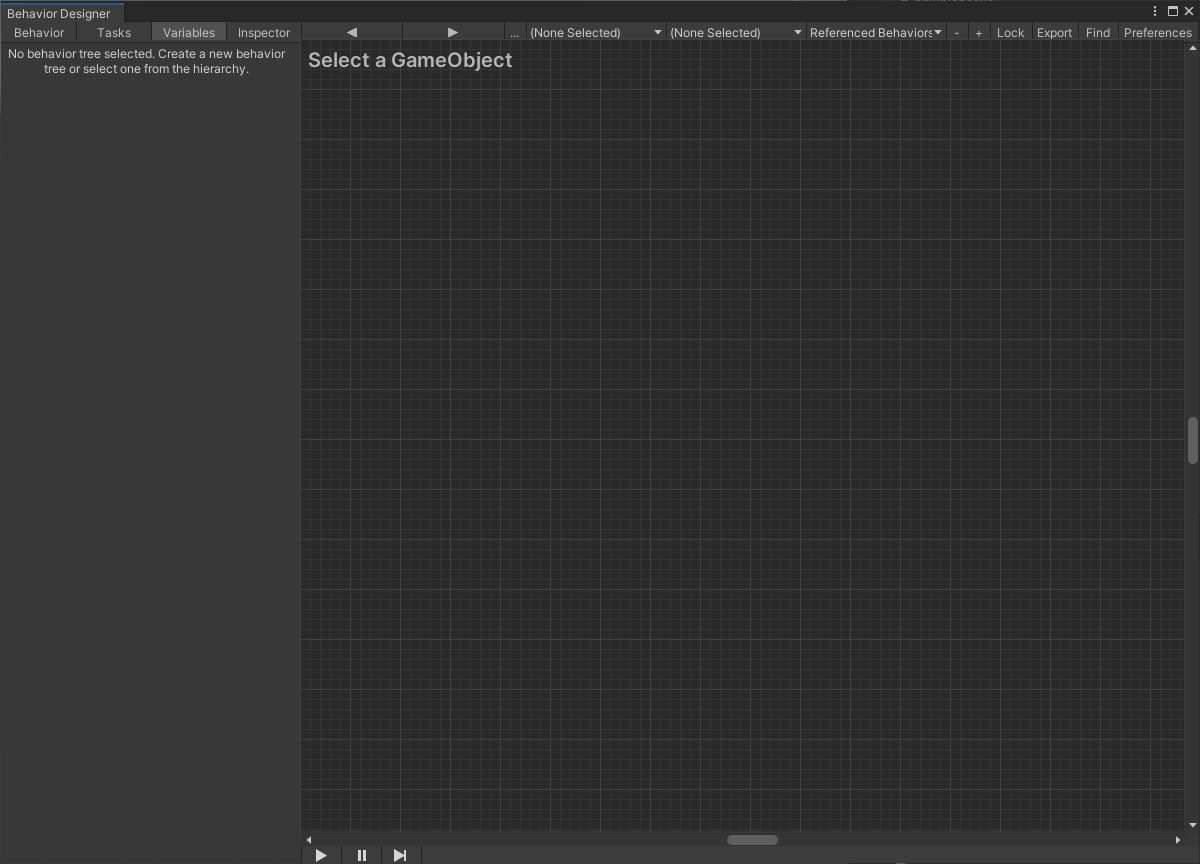 Behavior Designer
Behavior Tasks Variables Inspector ... (None Selected) (None Selected) Referenced Behaviors - + Lock Export Find Preferences
No behavior tree selected. Create a new behavior
tree or select one from the hierarchy.
Select a GameObject